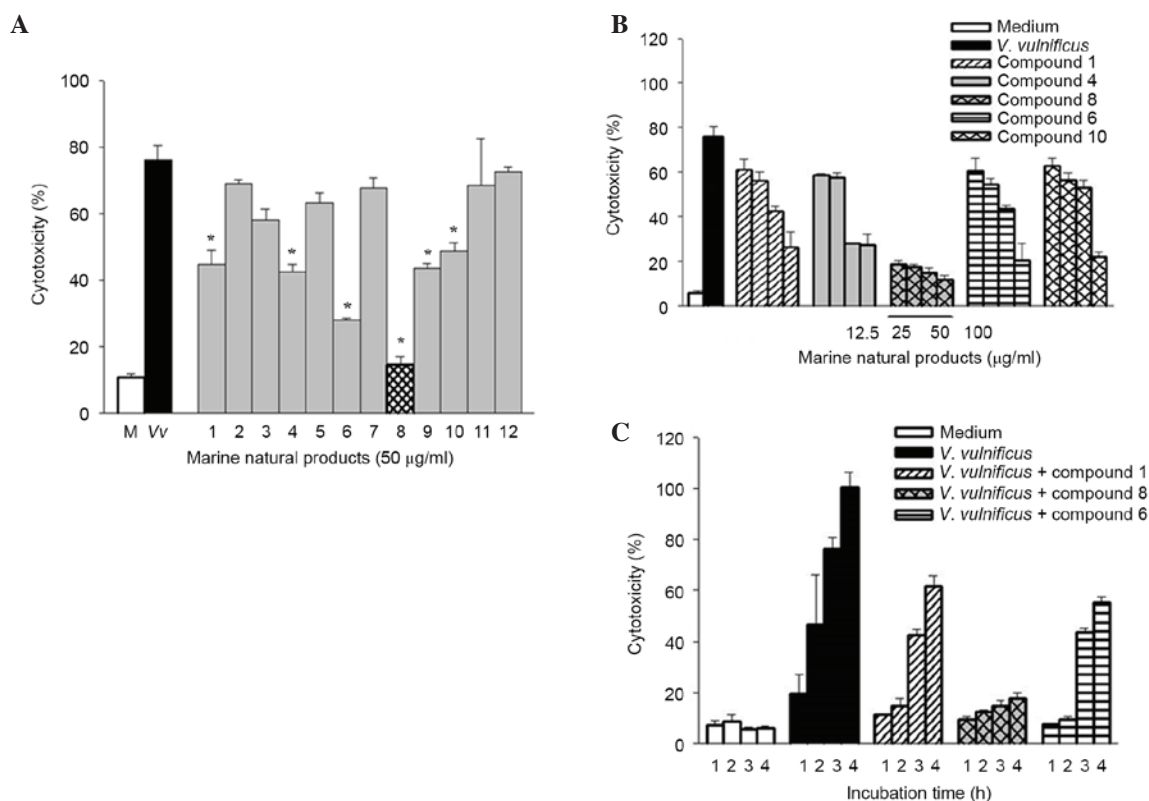 A
Cytotoxicity (%)
100
80
60
40
20
0
*
*
*
*
*
*
M Vv 1 2 3 4 5 6 7 8 9 10 11 12
Marine natural products (50 µg/ml)
B
Medium
V. vulnificus
Compound 1
Compound 4
Compound 8
Compound 6
Compound 10
Cytotoxicity (%)
120
100
80
60
40
20
0
12.5 25 50 100
Marine natural products (µg/ml)
C
Medium
V. vulnificus
V. vulnificus + compound 1
V. vulnificus + compound 8
V. vulnificus + compound 6
Cytotoxicity (%)
120
100
80
60
40
20
0
1 2 3 4 1 2 3 4 1 2 3 4 1 2 3 4 1 2 3 4
Incubation time (h)